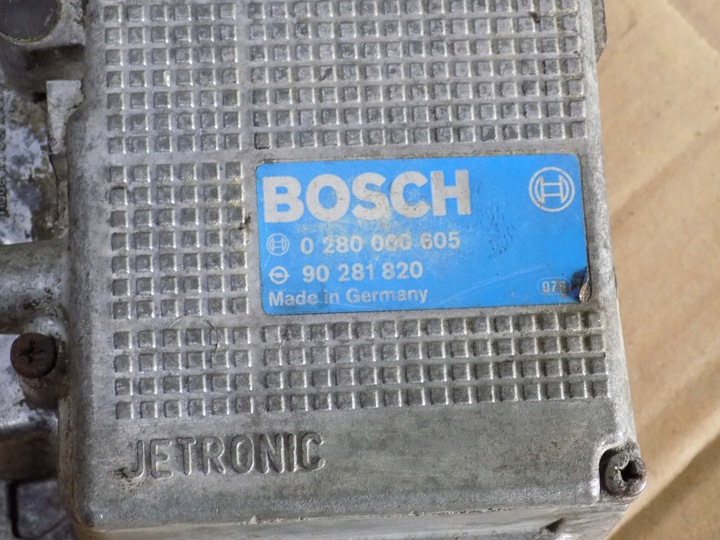 BOSCH
0 280 000 605
90 281 820
Made in Germany
JETRONIC